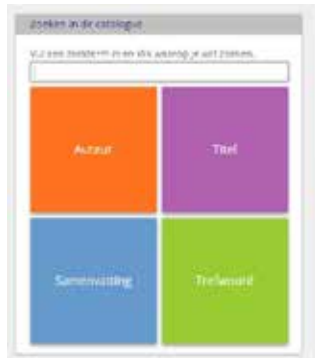 Zoeken in de catalogus
Vul een zoekterm in en klik waarop je wilt zoeken.
Auteur
Titel
Samenvatting
Trefwoord